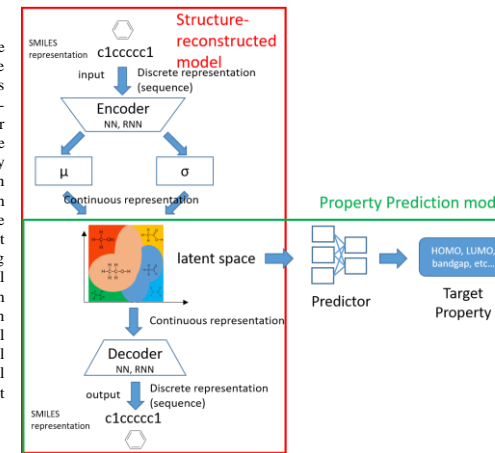 Structure-
reconstructed
model
SMILES
representation
c1ccccc1
input
Discrete representation
(sequence)
Encoder
NN, RNN
μ
σ
Continuous representation
Property Prediction mod
latent space
HOMO, LUMO,
bandgap, etc...
Predictor
Target
Property
Continuous representation
Decoder
NN, RNN
output
Discrete representation
(sequence)
SMILES
representation
c1ccccc1